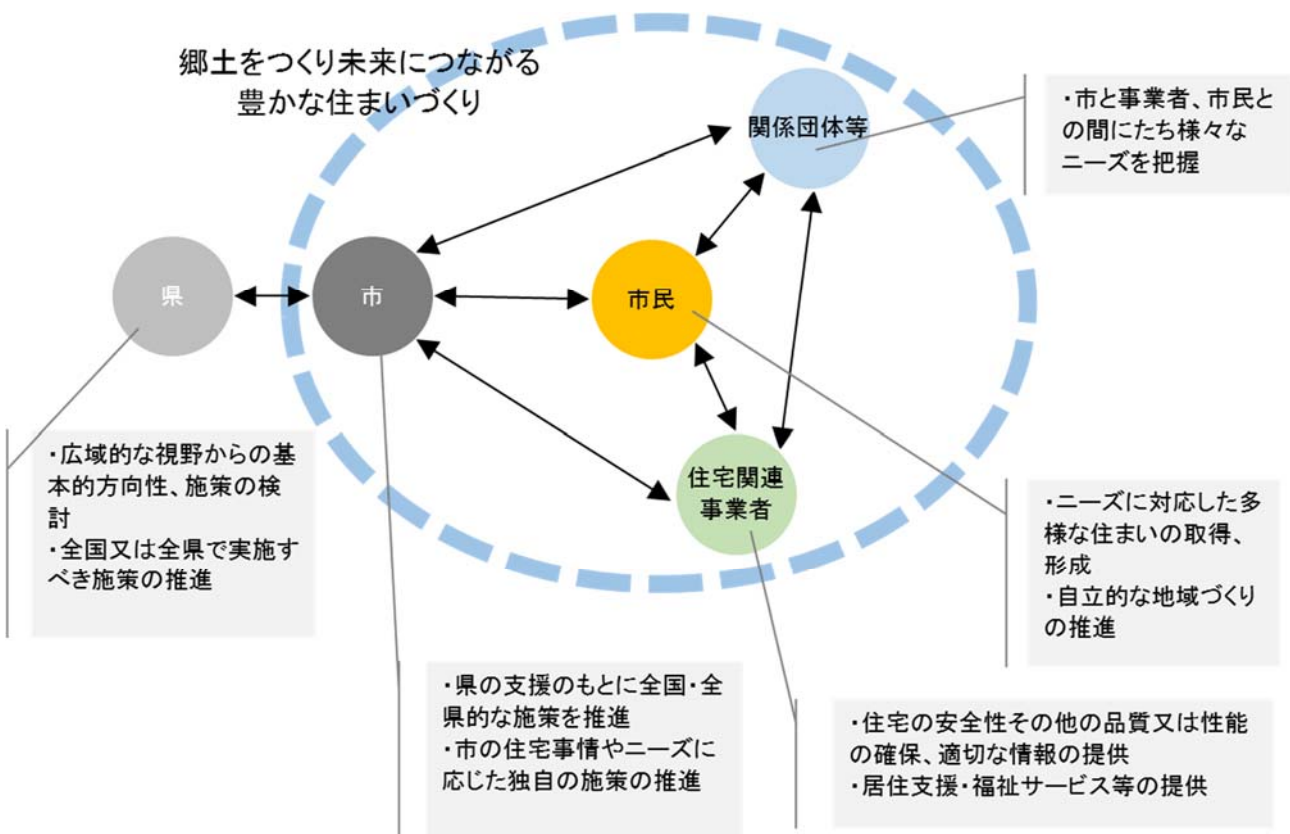 郷土をつくり未来につながる
豊かな住まいづくり
関係団体等
・市と事業者、市民と
の間にたち様々な
ニーズを把握
県
市
市民
住宅関連
事業者
・広域的な視野からの基
本的方向性、施策の検
討
・全国又は全県で実施す
べき施策の推進
・ニーズに対応した多
様な住まいの取得、
形成
・自立的な地域づくり
の推進
・県の支援のもとに全国・全
県的な施策を推進
・市の住宅事情やニーズに
応じた独自の施策の推進
・住宅の安全性その他の品質又は性能
の確保、適切な情報の提供
・居住支援・福祉サービス等の提供